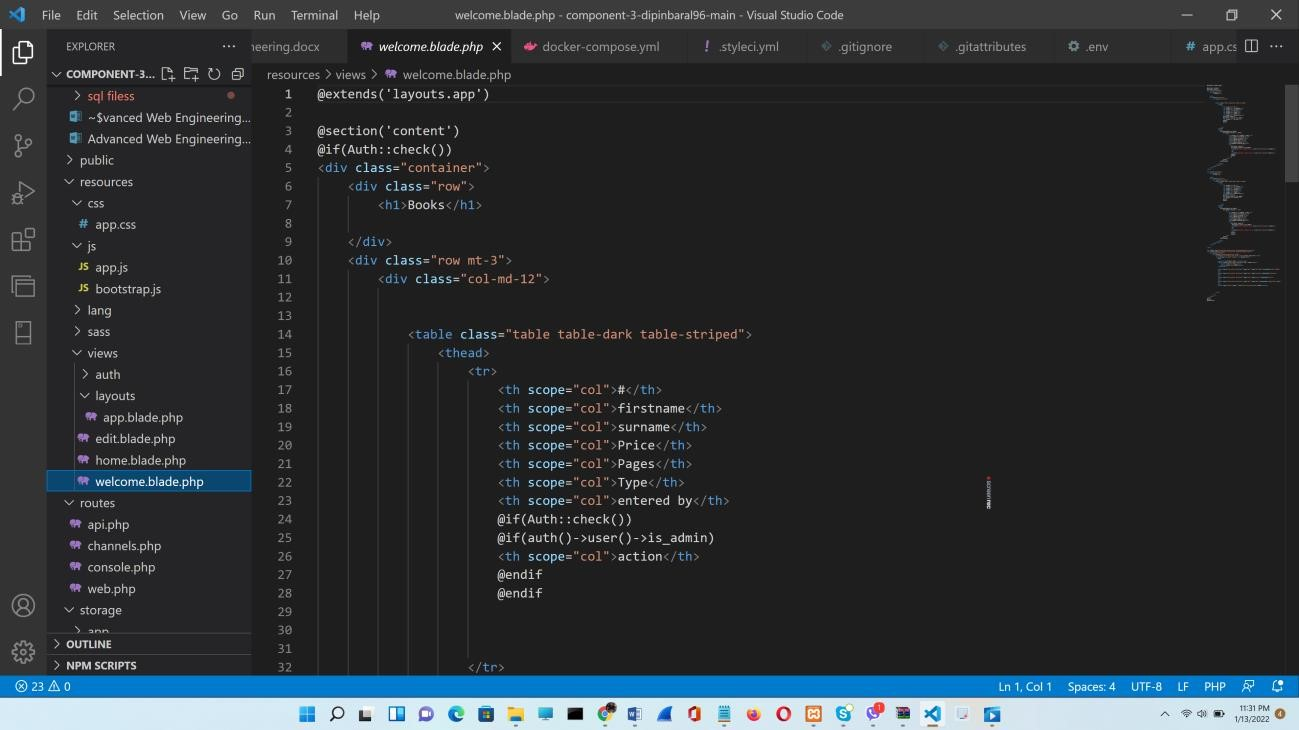 File Edit Selection View Go Run Terminal Help
welcome.blade.php - component-3-dipinbaral96-main - Visual Studio Code
EXPLORER
COMPONENT-3...
sql filess
~$vanced Web Engineering...
Advanced Web Engineering...
public
resources
css
# app.css
js
JS app.js
JS bootstrap.js
lang
sass
views
auth
layouts
app.blade.php
edit.blade.php
home.blade.php
welcome.blade.php
routes
api.php
channels.php
console.php
web.php
storage
app
OUTLINE
NPM SCRIPTS
neering.docx welcome.blade.php docker-compose.yml ! .styleci.yml .gitignore .gitattributes .env # app.cs
resources > views > welcome.blade.php
1 @extends('layouts.app')
2
3 @section('content')
4 @if(Auth::check())
5 <div class="container">
6 <div class="row">
7 <h1>Books</h1>
8
9 </div>
10 <div class="row mt-3">
11 <div class="col-md-12">
12
13
14 <table class="table table-dark table-striped">
15 <thead>
16 <tr>
17 <th scope="col">#</th>
18 <th scope="col">firstname</th>
19 <th scope="col">surname</th>
20 <th scope="col">Price</th>
21 <th scope="col">Pages</th>
22 <th scope="col">Type</th>
23 <th scope="col">entered by</th>
24 @if(Auth::check())
25 @if(auth()->user()->is_admin)
26 <th scope="col">action</th>
27 @endif
28 @endif
29
30
31
32 </tr>
23 0
Ln 1, Col 1 Spaces: 4 UTF-8 LF PHP
1
11:31 PM
1/13/2022
4